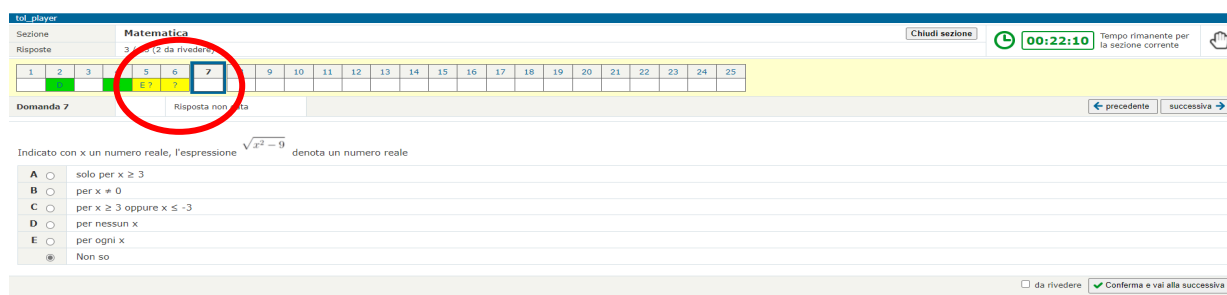 tol_player
Sezione Matematica Chiudi sezione
Risposte 3 (2 da rivedere)
00:22:10 Tempo rimanente per la sezione corrente
1 2 3 5 6 7 9 10 11 12 13 14 15 16 17 18 19 20 21 22 23 24 25
D E ? ?
Domanda 7 Risposta non data precedente successiva
Indicato con x un numero reale, l'espressione √(x² − 9) denota un numero reale
A solo per x ≥ 3
B per x ≠ 0
C per x ≥ 3 oppure x ≤ -3
D per nessun x
E per ogni x
Non so
da rivedere Conferma e vai alla successiva